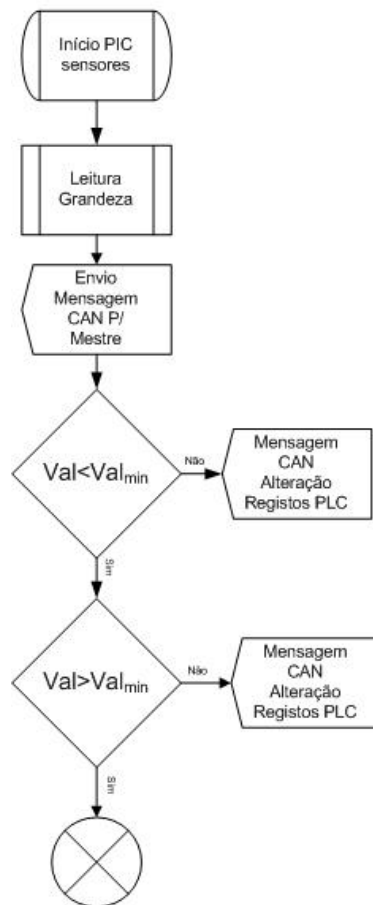 Início PIC
sensores
Leitura
Grandeza
Envio
Mensagem
CAN P/
Mestre
Val<Valmin
Não
Mensagem
CAN
Alteração
Registos PLC
Sim
Val>Valmin
Não
Mensagem
CAN
Alteração
Registos PLC
Sim